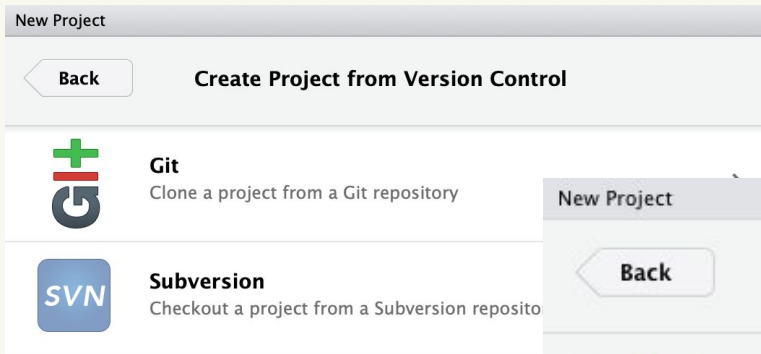 New Project
Back
Create Project from Version Control
Git
Git
Clone a project from a Git repository
SVN
Subversion
Checkout a project from a Subversion reposito
New Project
Back